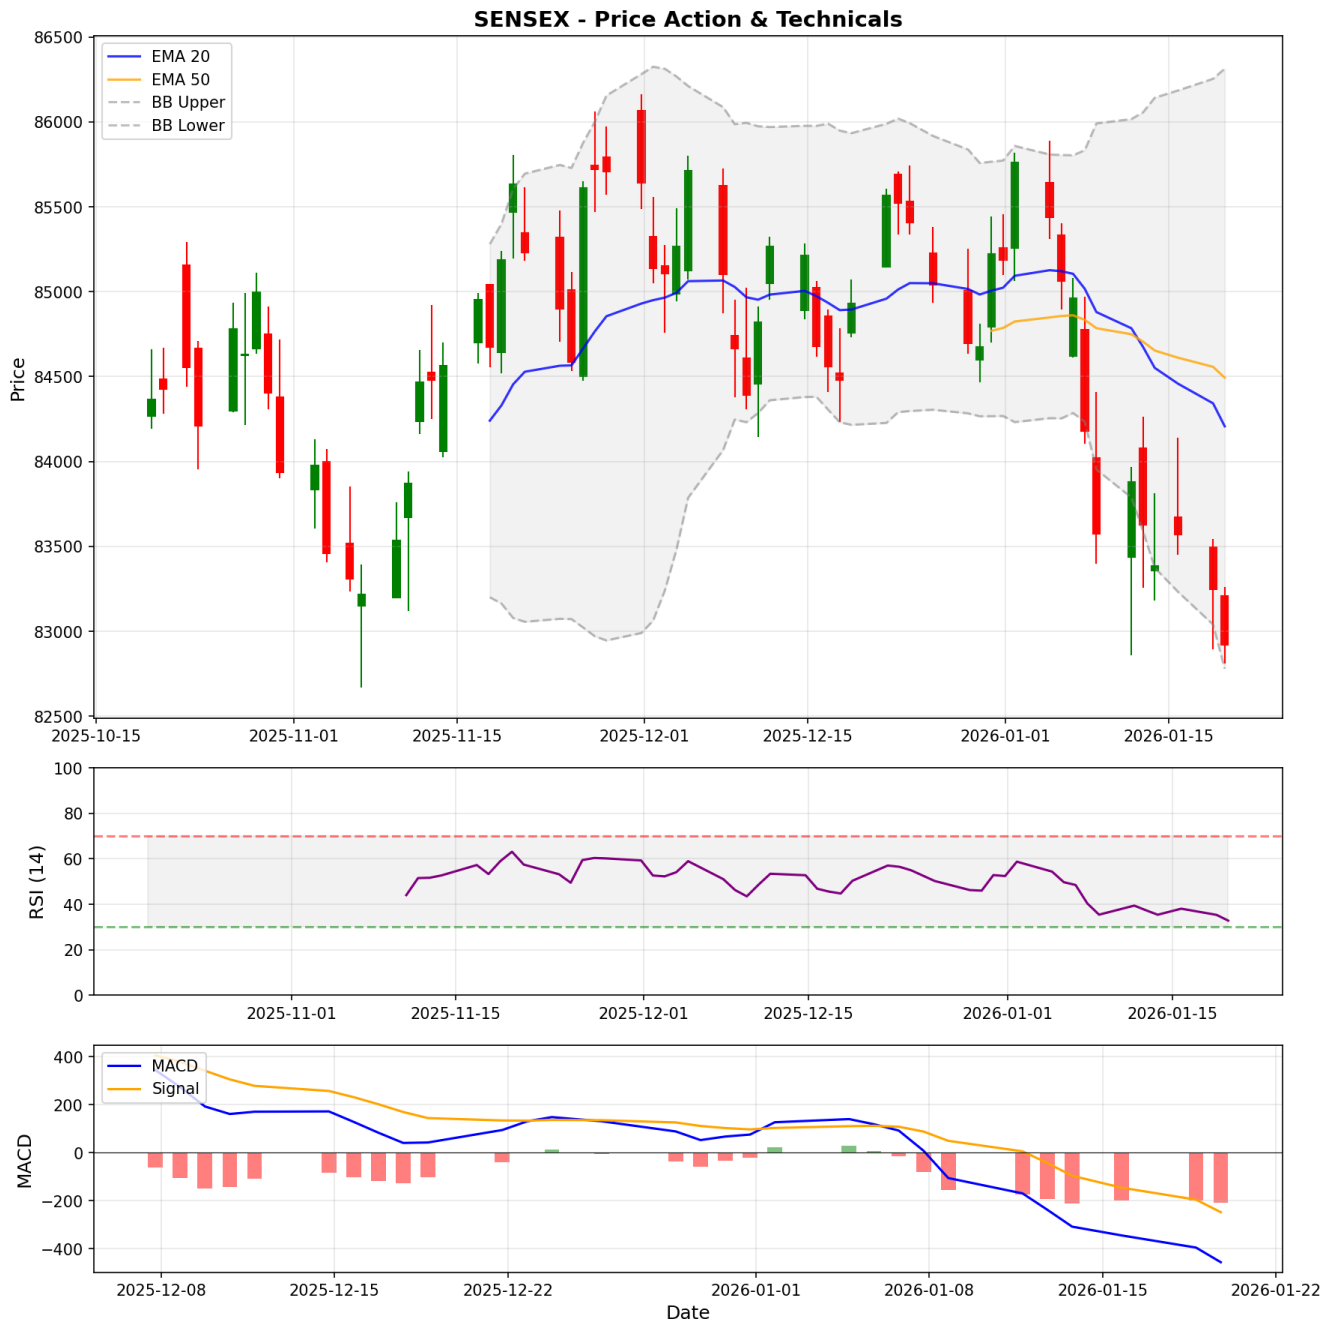 SENSEX - Price Action & Technicals
EMA 20
EMA 50
BB Upper
BB Lower
Price
86500
86000
85500
85000
84500
84000
83500
83000
82500
2025-10-15 2025-11-01 2025-11-15 2025-12-01 2025-12-15 2026-01-01 2026-01-15
RSI (14)
100
80
60
40
20
0
2025-11-01 2025-11-15 2025-12-01 2025-12-15 2026-01-01 2026-01-15
MACD
Signal
MACD
400
200
0
−200
−400
2025-12-08 2025-12-15 2025-12-22 2026-01-01 2026-01-08 2026-01-15 2026-01-22
Date